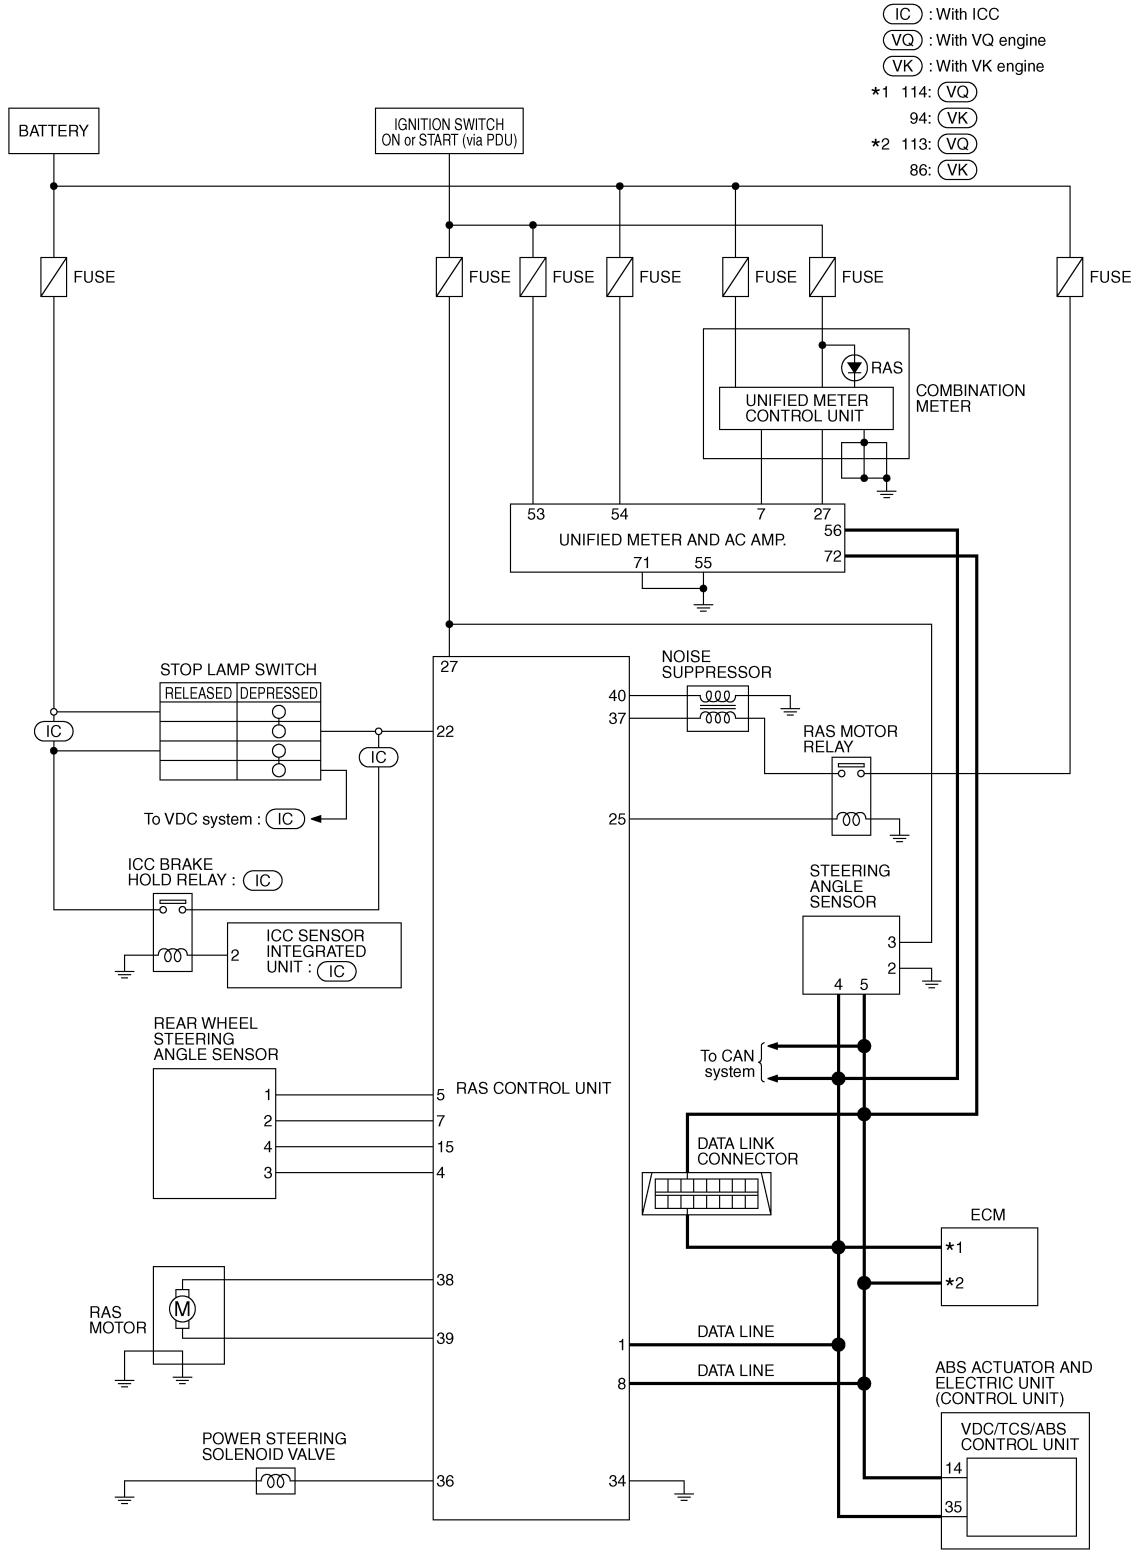 IC : With ICC
VQ : With VQ engine
VK : With VK engine
*1 114: VQ
94: VK
*2 113: VQ
86: VK
BATTERY
IGNITION SWITCH
ON or START (via PDU)
FUSE
FUSE
FUSE
FUSE
FUSE
FUSE
FUSE
RAS
UNIFIED METER
CONTROL UNIT
COMBINATION
METER
53
54
7
27
56
UNIFIED METER AND AC AMP.
72
71
55
27
STOP LAMP SWITCH
RELEASED
DEPRESSED
IC
22
IC
To VDC system : IC
NOISE
SUPPRESSOR
40
37
RAS MOTOR
RELAY
25
ICC BRAKE
HOLD RELAY : IC
2
ICC SENSOR
INTEGRATED
UNIT : IC
STEERING
ANGLE
SENSOR
3
2
4
5
REAR WHEEL
STEERING
ANGLE SENSOR
1
2
4
3
5
7
15
4
RAS CONTROL UNIT
To CAN
system
DATA LINK
CONNECTOR
ECM
*1
*2
RAS
MOTOR
M
38
39
1
DATA LINE
8
DATA LINE
ABS ACTUATOR AND
ELECTRIC UNIT
(CONTROL UNIT)
VDC/TCS/ABS
CONTROL UNIT
14
35
POWER STEERING
SOLENOID VALVE
36
34